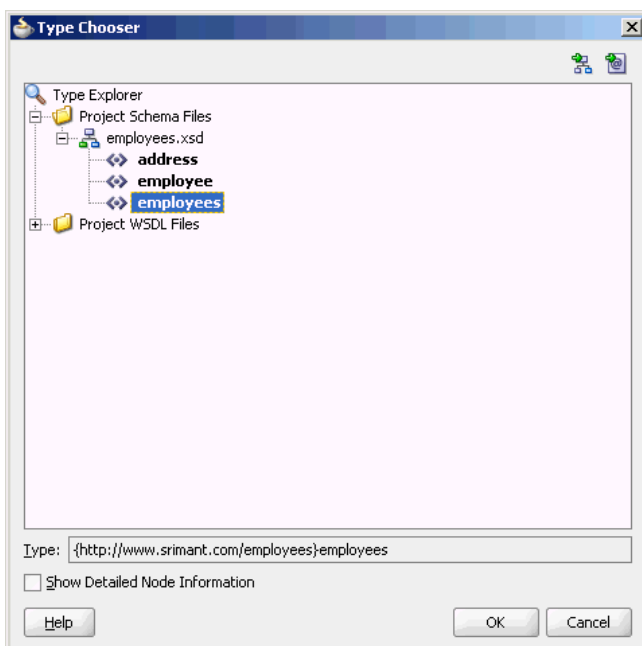 Type Chooser
Type Explorer
Project Schema Files
employees.xsd
address
employee
employees
Project WSDL Files
Type: {http://www.srimant.com/employees}employees
Show Detailed Node Information
Help OK Cancel